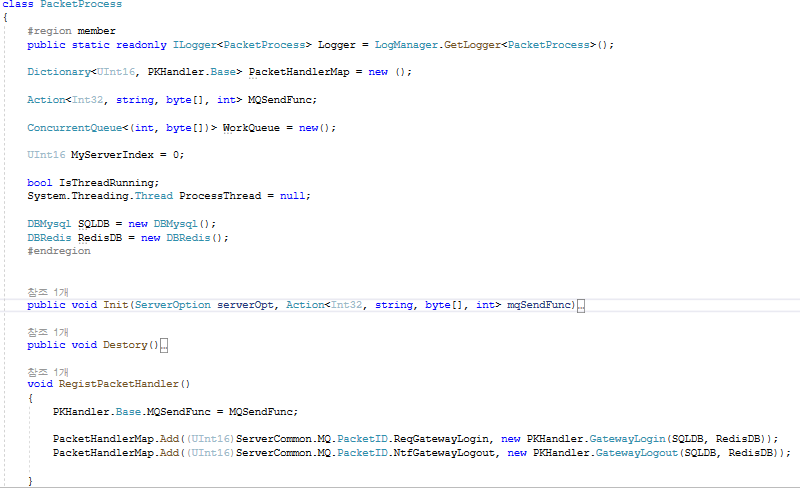 class PacketProcess
{
#region member
public static readonly ILogger<PacketProcess> Logger = LogManager.GetLogger<PacketProcess>();
Dictionary<UInt16, PKHandler.Base> PacketHandlerMap = new ();
Action<Int32, string, byte[], int> MQSendFunc;
ConcurrentQueue<(int, byte[])> WorkQueue = new();
UInt16 MyServerIndex = 0;
bool IsThreadRunning;
System.Threading.Thread ProcessThread = null;
DBMysql SQLDB = new DBMysql();
DBRedis RedisDB = new DBRedis();
#endregion
참조 1개
public void Init(ServerOption serverOpt, Action<Int32, string, byte[], int> mqSendFunc)...
참조 1개
public void Destory()...
참조 1개
void RegistPacketHandler()
{
PKHandler.Base.MQSendFunc = MQSendFunc;
PacketHandlerMap.Add((UInt16)ServerCommon.MQ.PacketID.ReqGatewayLogin, new PKHandler.GatewayLogin(SQLDB, RedisDB));
PacketHandlerMap.Add((UInt16)ServerCommon.MQ.PacketID.NtfGatewayLogout, new PKHandler.GatewayLogout(SQLDB, RedisDB));
}